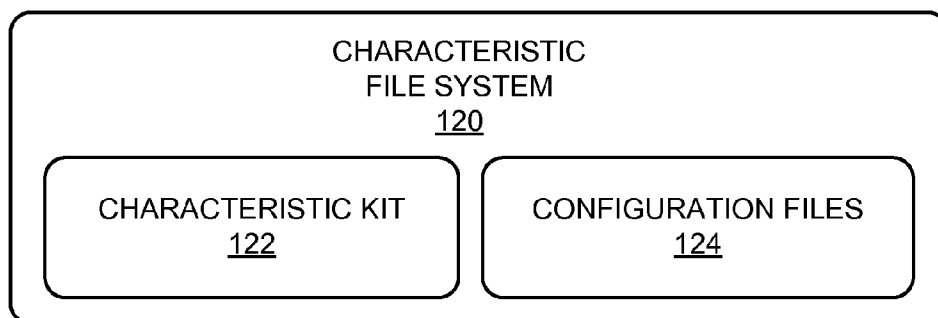 CHARACTERISTIC
FILE SYSTEM
120
CHARACTERISTIC KIT
122
CONFIGURATION FILES
124